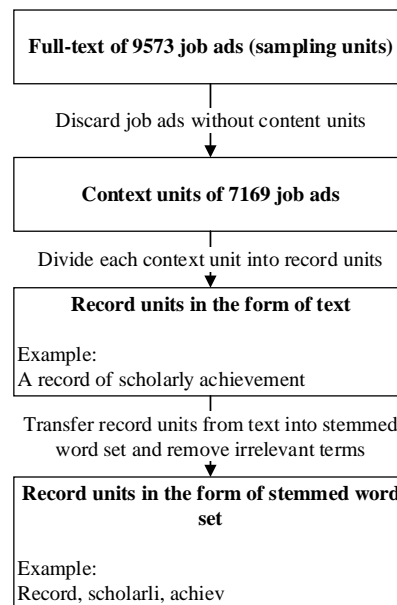 Full-text of 9573 job ads (sampling units)
Discard job ads without content units
Context units of 7169 job ads
Divide each context unit into record units
Record units in the form of text
Example:
A record of scholarly achievement
Transfer record units from text into stemmed
word set and remove irrelevant terms
Record units in the form of stemmed word
set
Example:
Record, scholarli, achiev